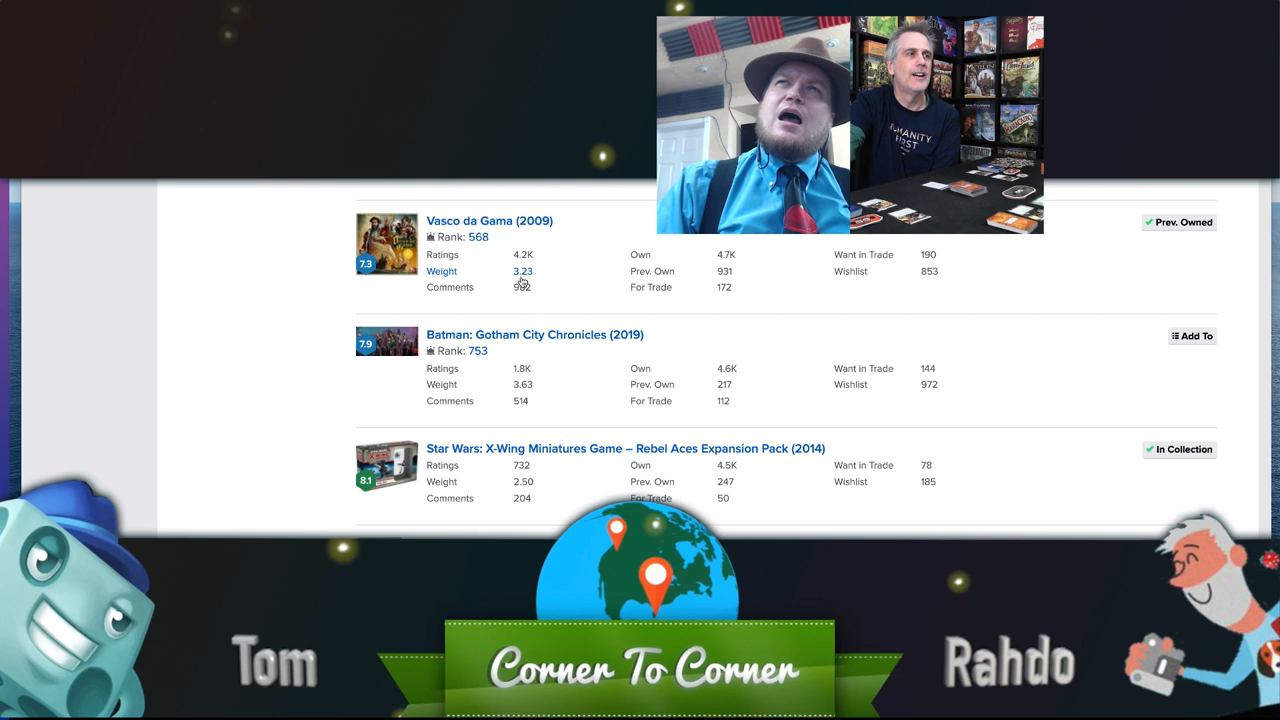 HUMANITY
FIRST
Vasco da Gama (2009)
Prev. Owned
Rank: 568
7.3
Ratings 4.2K Own 4.7K Want in Trade 190
Weight 3.23 Prev. Own 931 Wishlist 853
Comments 982 For Trade 172
Batman: Gotham City Chronicles (2019)
Add To
7.9
Rank: 753
Ratings 1.8K Own 4.6K Want in Trade 144
Weight 3.63 Prev. Own 217 Wishlist 972
Comments 514 For Trade 112
Star Wars: X-Wing Miniatures Game – Rebel Aces Expansion Pack (2014)
In Collection
Ratings 732 Own 4.5K Want in Trade 78
8.1
Weight 2.50 Prev. Own 247 Wishlist 185
Comments 204 For Trade 50
Tom
Corner To Corner
Rahdo